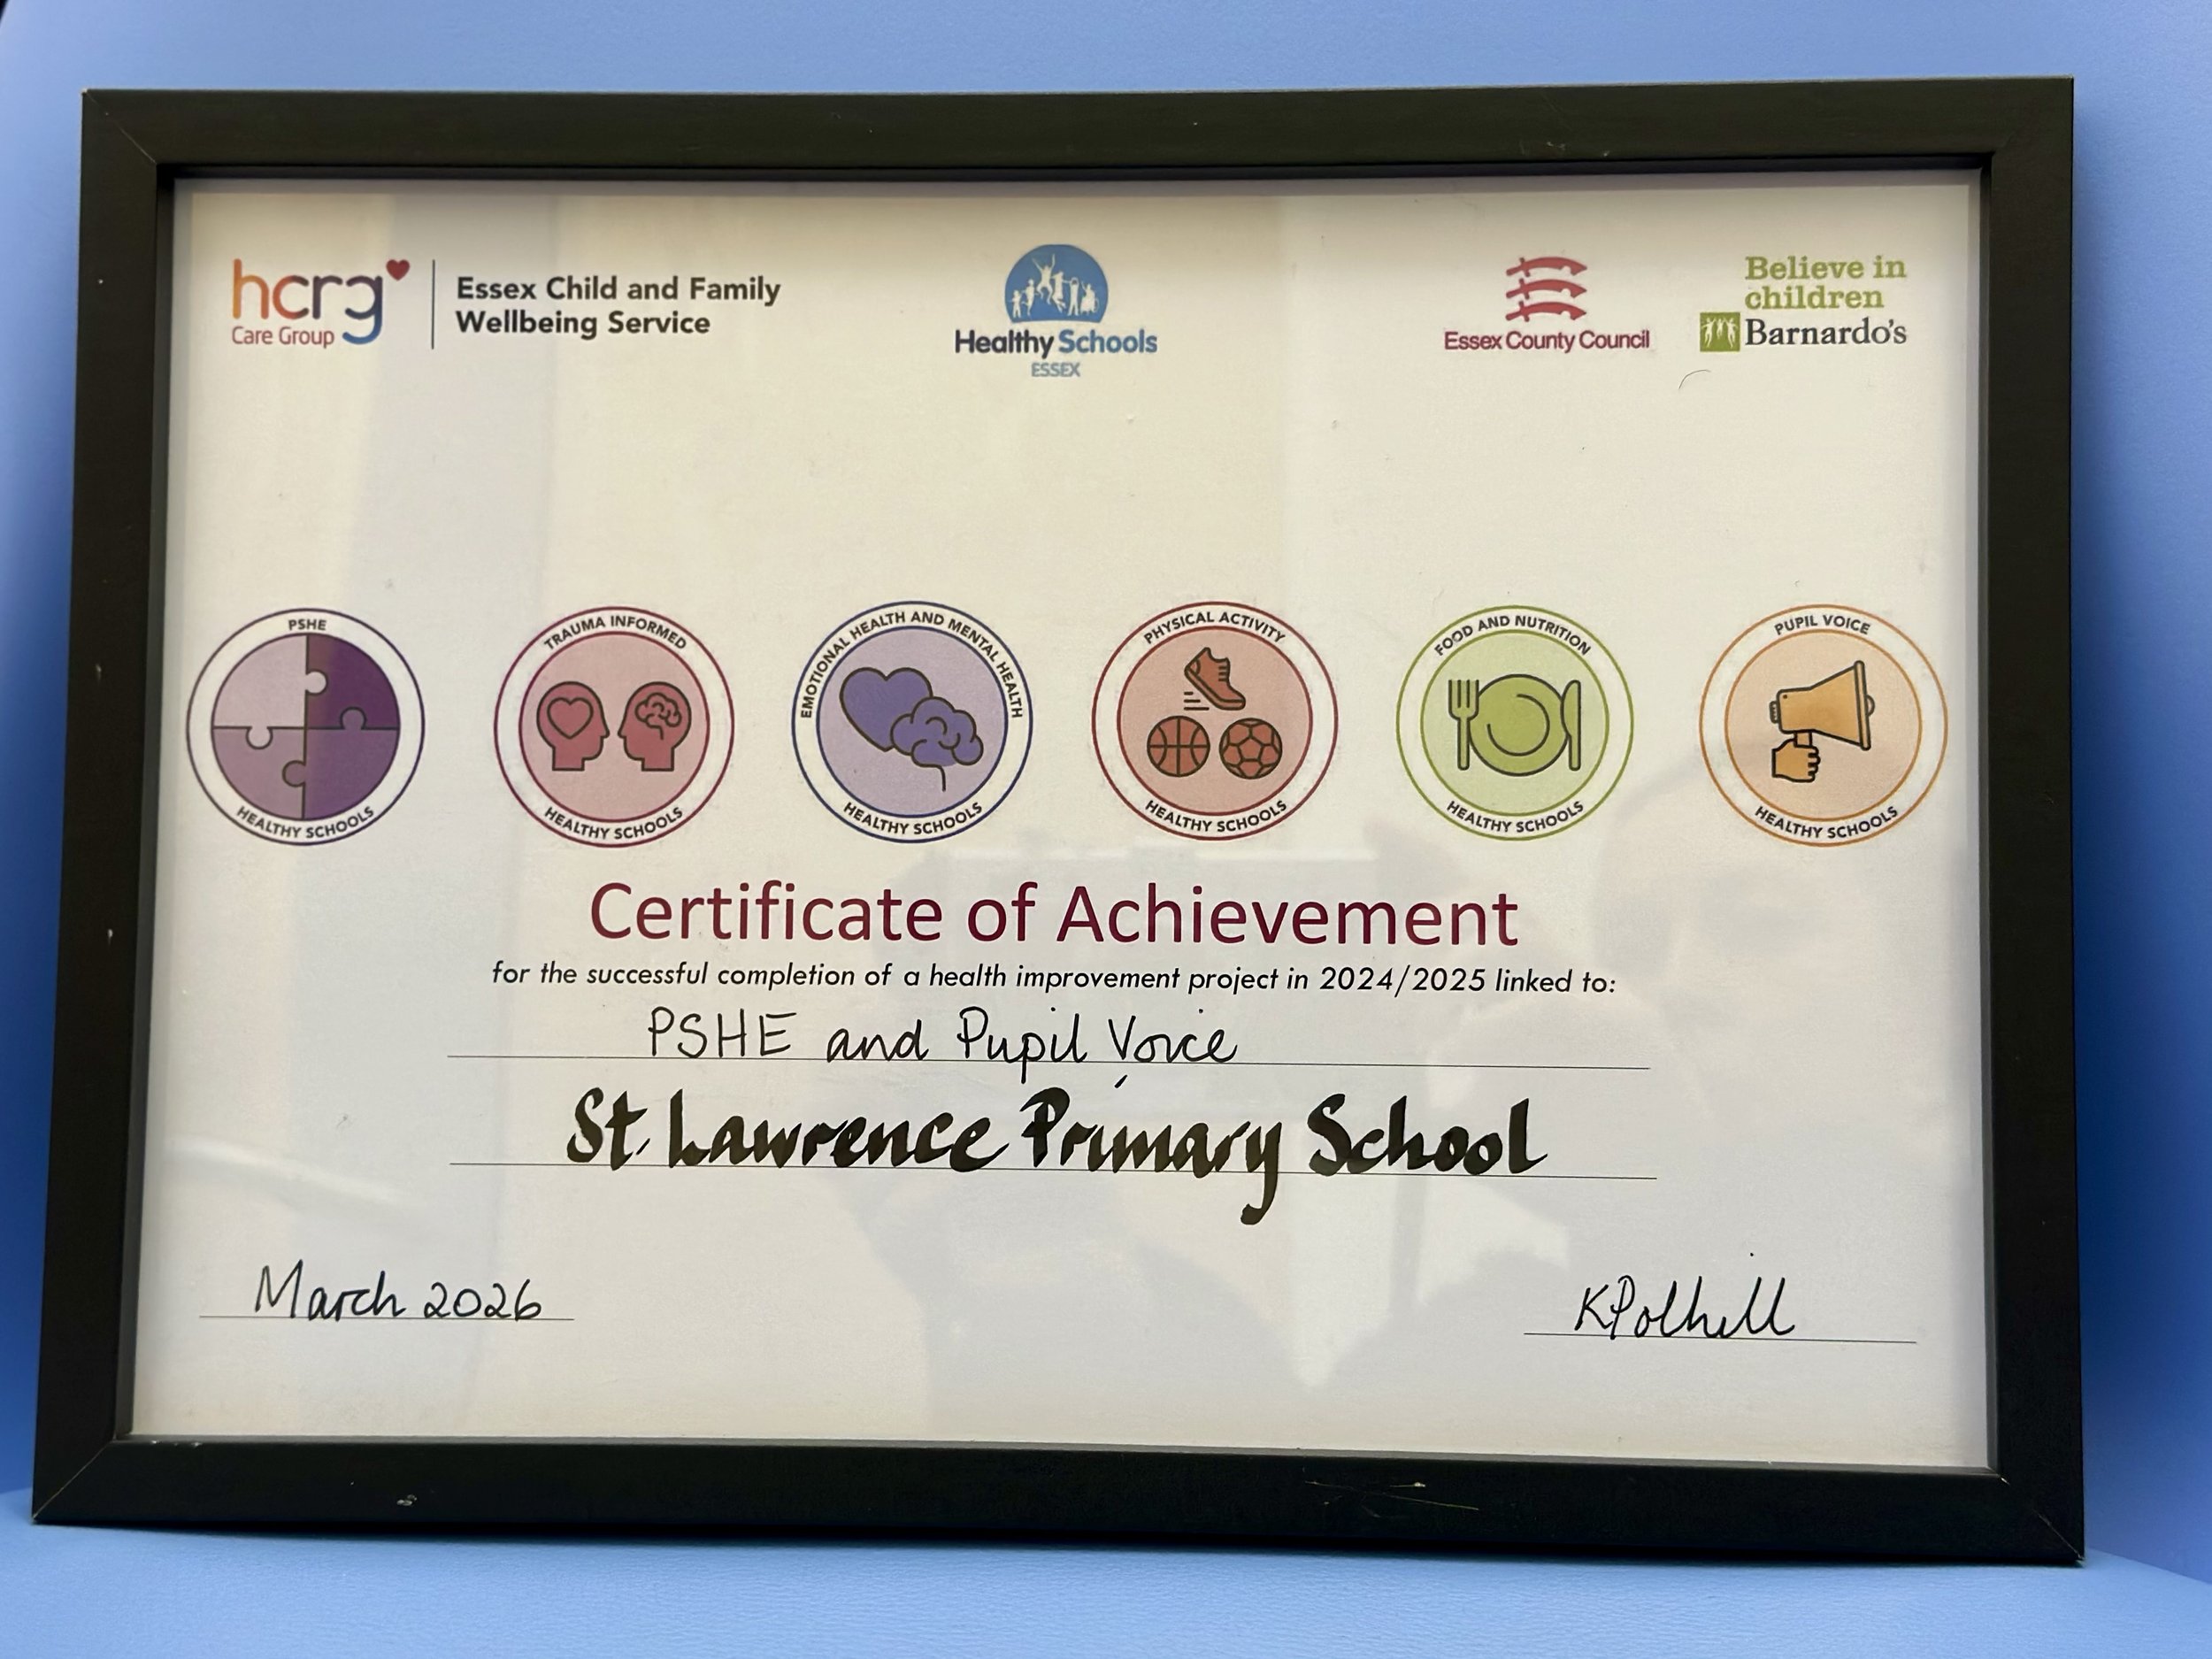 hcrg
Care Group
Essex Child and Family
Wellbeing Service
Healthy Schools
ESSEX
Essex County Council
Believe in
children
Barnardo's
PSHE
HEALTHY SCHOOLS
TRAUMA INFORMED
HEALTHY SCHOOLS
EMOTIONAL HEALTH AND MENTAL HEALTH
HEALTHY SCHOOLS
PHYSICAL ACTIVITY
HEALTHY SCHOOLS
FOOD AND NUTRITION
HEALTHY SCHOOLS
PUPIL VOICE
HEALTHY SCHOOLS
Certificate of Achievement
for the successful completion of a health improvement project in 2024/2025 linked to:
PSHE and Pupil Voice
St. Lawrence Primary School
March 2026
KPolhill